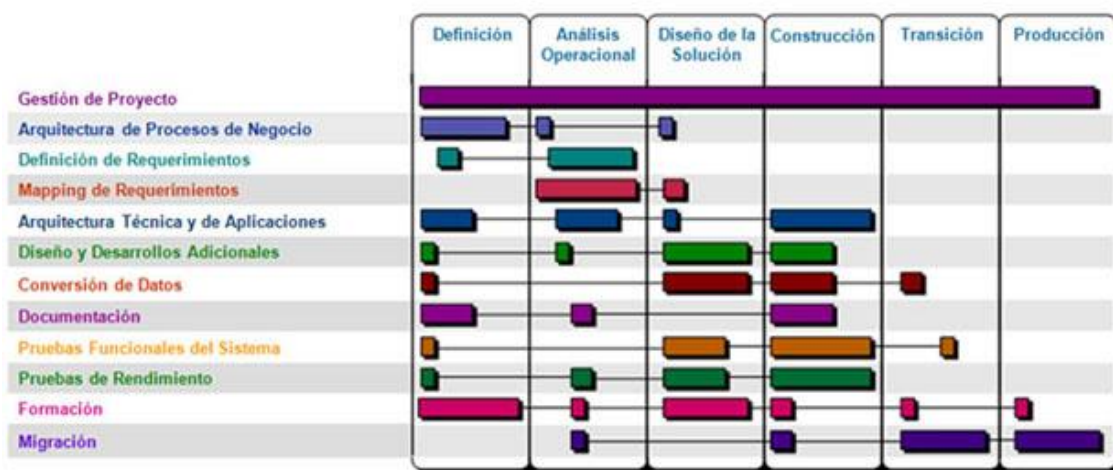 Definición
Análisis
Operacional
Diseño de la
Solución
Construcción
Transición
Producción
Gestión de Proyecto
Arquitectura de Procesos de Negocio
Definición de Requerimientos
Mapping de Requerimientos
Arquitectura Técnica y de Aplicaciones
Diseño y Desarrollos Adicionales
Conversión de Datos
Documentación
Pruebas Funcionales del Sistema
Pruebas de Rendimiento
Formación
Migración